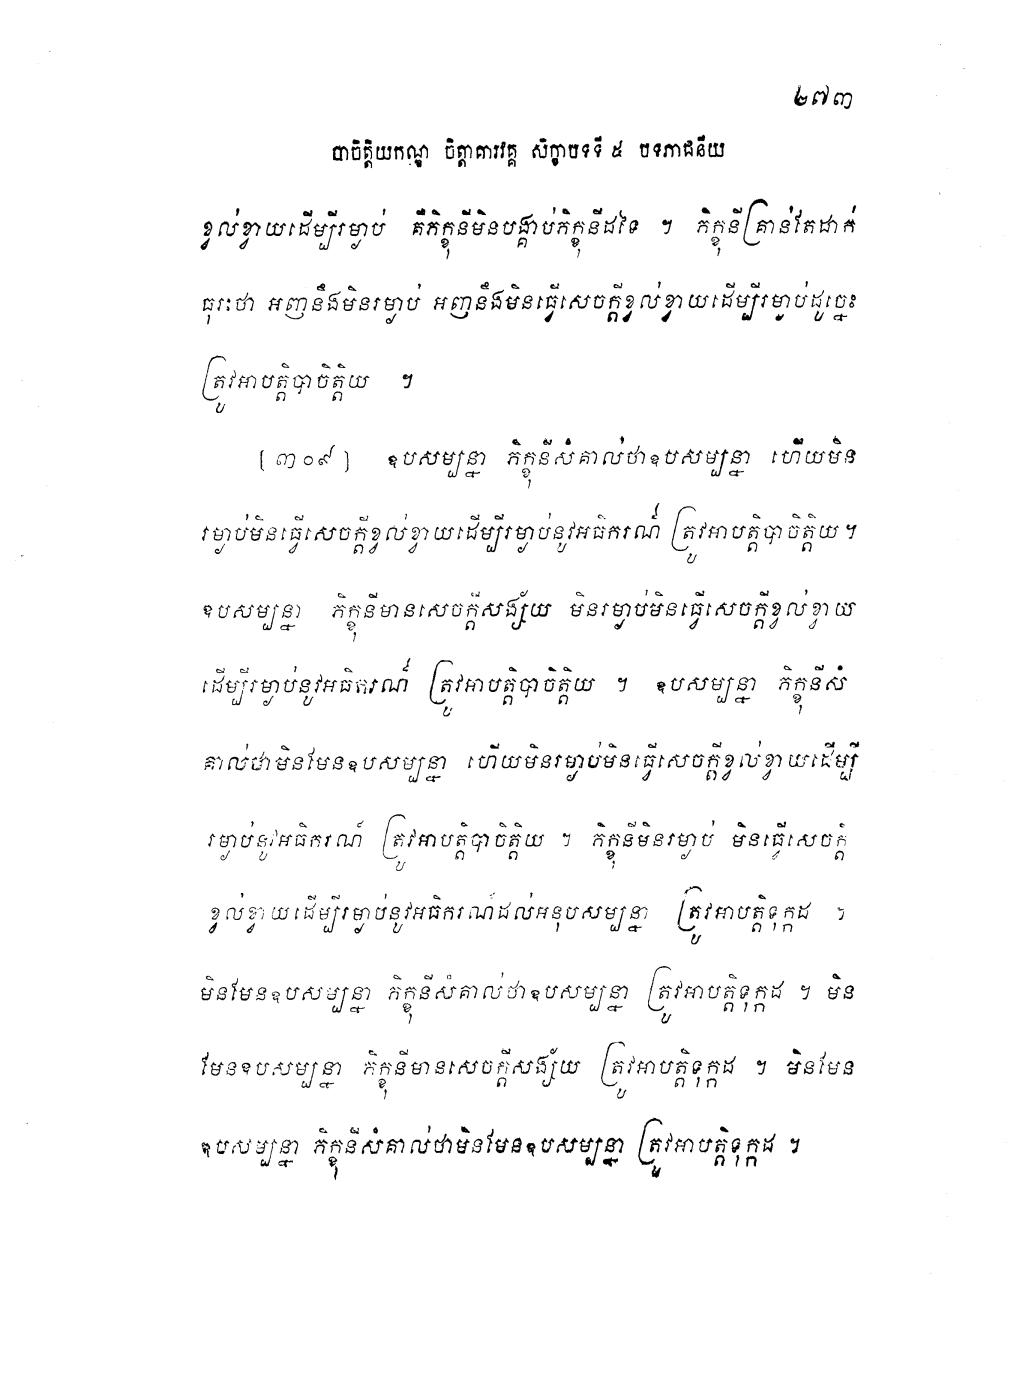 ២៧៣
បាចិត្តិយកណ្ឌ ចិត្តាគារវគ្គ សិក្ខាបទទី ៥ បទភាជនីយ
ខ្វល់ខ្វាយដើម្បីរម្ងាប់ គឺភិក្ខុនីមិនបង្គាប់ភិក្ខុនីដទៃ ។ ភិក្ខុនីគ្រាន់តែដាក់
ធុរៈថា អញនឹងមិនរម្ងាប់ អញនឹងមិនធ្វើសេចក្តីខ្វល់ខ្វាយដើម្បីរម្ងាប់ដូច្នេះ
ត្រូវអាបត្តិបាចិត្តិយ ។
[៣០៩] ឧបសម្បន្នា ភិក្ខុនីសំគាល់ថាឧបសម្បន្នា ហើយមិន
រម្ងាប់មិនធ្វើសេចក្តីខ្វល់ខ្វាយដើម្បីរម្ងាប់នូវអធិករណ៍ ត្រូវអាបត្តិបាចិត្តិយ ។
ឧបសម្បន្នា ភិក្ខុនីមានសេចក្តីសង្ស័យ មិនរម្ងាប់មិនធ្វើសេចក្តីខ្វល់ខ្វាយ
ដើម្បីរម្ងាប់នូវអធិករណ៍ ត្រូវអាបត្តិបាចិត្តិយ ។ ឧបសម្បន្នា ភិក្ខុនីសំ
គាល់ថាមិនមែនឧបសម្បន្នា ហើយមិនរម្ងាប់មិនធ្វើសេចក្តីខ្វល់ខ្វាយដើម្បី
រម្ងាប់នូវអធិករណ៍ ត្រូវអាបត្តិបាចិត្តិយ ។ ភិក្ខុនីមិនរម្ងាប់ មិនធ្វើសេចក្តី
ខ្វល់ខ្វាយដើម្បីរម្ងាប់នូវអធិករណ៍ដល់អនុបសម្បន្នា ត្រូវអាបត្តិទុក្កដ ។
មិនមែនឧបសម្បន្នា ភិក្ខុនីសំគាល់ថាឧបសម្បន្នា ត្រូវអាបត្តិទុក្កដ ។ មិន
មែនឧបសម្បន្នា ភិក្ខុនីមានសេចក្តីសង្ស័យ ត្រូវអាបត្តិទុក្កដ ។ មិនមែន
ឧបសម្បន្នា ភិក្ខុនីសំគាល់ថាមិនមែនឧបសម្បន្នា ត្រូវអាបត្តិទុក្កដ ។